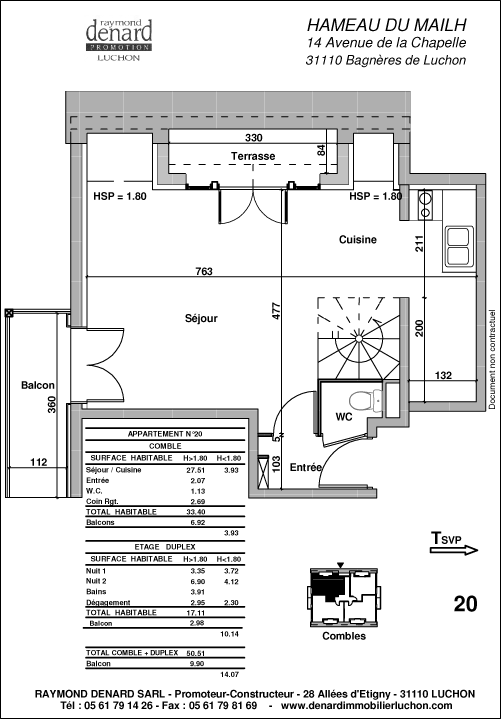 raymond
denard
PROMOTION
LUCHON
HAMEAU DU MAILH
14 Avenue de la Chapelle
31110 Bagnères de Luchon
330
Terrasse
84
HSP = 1.80
HSP = 1.80
Cuisine
211
763
477
Séjour
200
132
Balcon
360
112
WC
5
103
Entrée
Document non contractuel
APPARTEMENT N°20
COMBLE
SURFACE HABITABLE H>1.80 H<1.80
Séjour / Cuisine 27.51 3.93
Entrée 2.07
W.C. 1.13
Coin Rgt. 2.69
TOTAL HABITABLE 33.40
Balcons 6.92
3.93
ETAGE DUPLEX
SURFACE HABITABLE H>1.80 H<1.80
Nuit 1 3.35 3.72
Nuit 2 6.90 4.12
Bains 3.91
Dégagement 2.95 2.30
TOTAL HABITABLE 17.11
Balcon 2.98
10.14
TOTAL COMBLE + DUPLEX 50.51
Balcon 9.90
14.07
TSVP
20
Combles
RAYMOND DENARD SARL - Promoteur-Constructeur - 28 Allées d'Etigny - 31110 LUCHON
Tél : 05 61 79 14 26 - Fax : 05 61 79 81 69 - www.denardimmobilierluchon.com